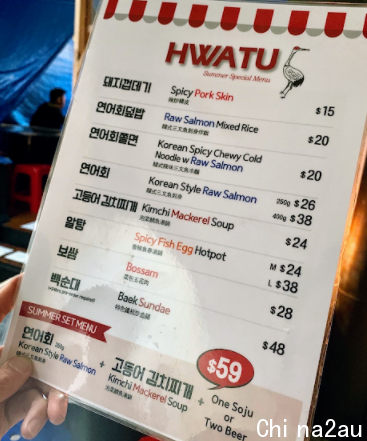 HWATU
Summer Special Menu
돼지껍데기 Spicy Pork Skin $15
연어회덮밥 Raw Salmon Mixed Rice $20
연어회쫄면 Korean Spicy Chewy Cold
Noodle w Raw Salmon $20
연어회 Korean Style Raw Salmon 250g $26
400g $38
고등어 김치찌개 Kimchi Mackerel Soup $24
알탕 Spicy Fish Egg Hotpot M $24
L $38
보쌈 Bossam $28
백순대 Baek Sundae $48
SUMMER SET MENU
연어회 250g
Korean Style Raw Salmon
+
고등어 김치찌개
Kimchi Mackerel Soup
+
$59
One Soju
or
Two Beer
Chi na2au